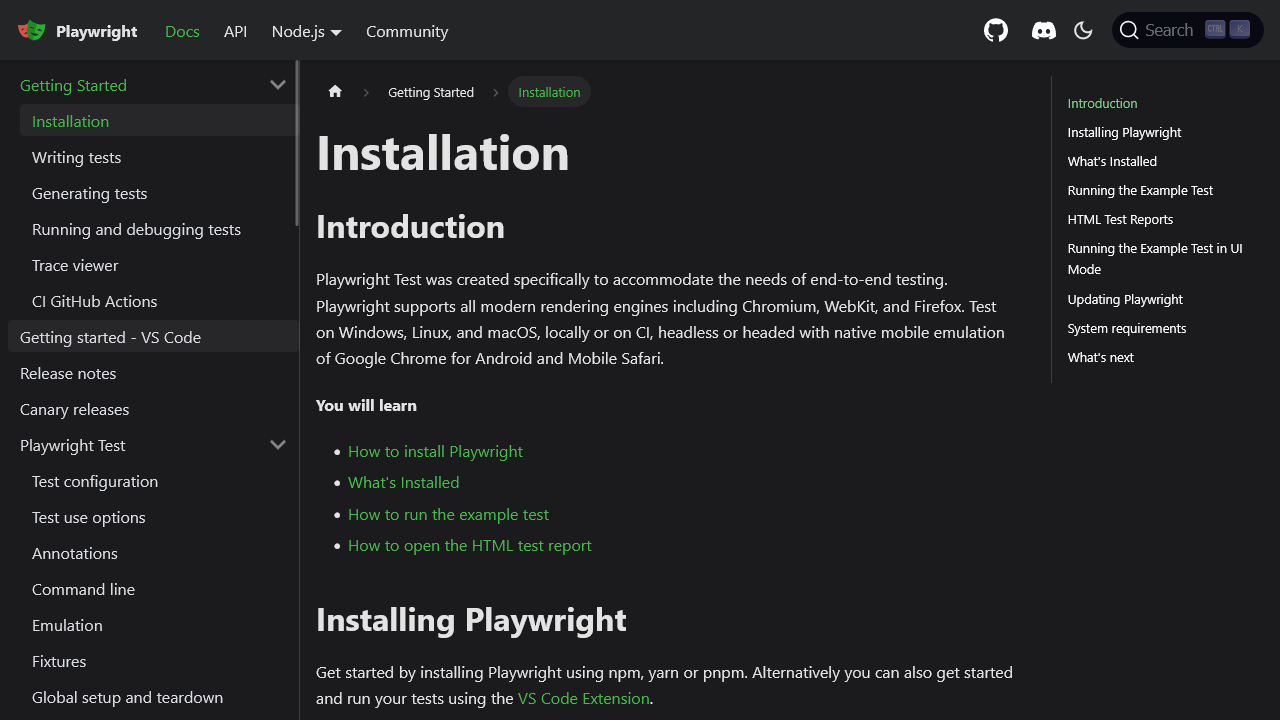 Playwright
Docs
API
Node.js
Community
Search
CTRL
K
Getting Started
Installation
Writing tests
Generating tests
Running and debugging tests
Trace viewer
CI GitHub Actions
Getting started - VS Code
Release notes
Canary releases
Playwright Test
Test configuration
Test use options
Annotations
Command line
Emulation
Fixtures
Global setup and teardown
Getting Started
Installation
Installation
Introduction
Playwright Test was created specifically to accommodate the needs of end-to-end testing.
Playwright supports all modern rendering engines including Chromium, WebKit, and Firefox. Test
on Windows, Linux, and macOS, locally or on CI, headless or headed with native mobile emulation
of Google Chrome for Android and Mobile Safari.
You will learn
How to install Playwright
What's Installed
How to run the example test
How to open the HTML test report
Installing Playwright
Get started by installing Playwright using npm, yarn or pnpm. Alternatively you can also get started
and run your tests using the VS Code Extension.
Introduction
Installing Playwright
What's Installed
Running the Example Test
HTML Test Reports
Running the Example Test in UI
Mode
Updating Playwright
System requirements
What's next